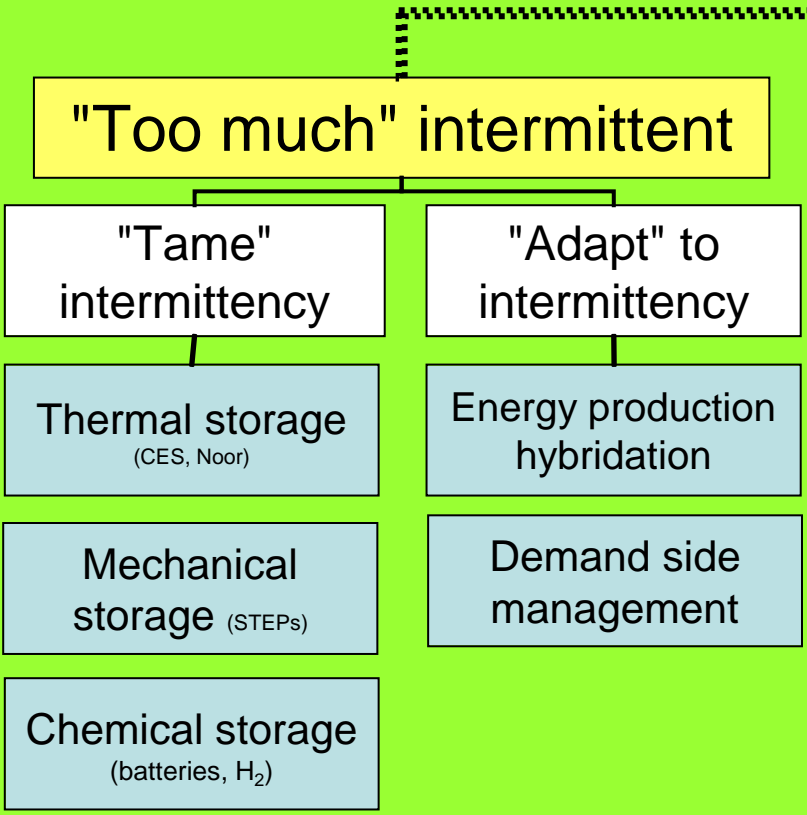 "Too much" intermittent
"Tame"
intermittency
"Adapt" to
intermittency
Thermal storage
(CES, Noor)
Energy production
hybridation
Mechanical
storage (STEPs)
Demand side
management
Chemical storage
(batteries, H₂)